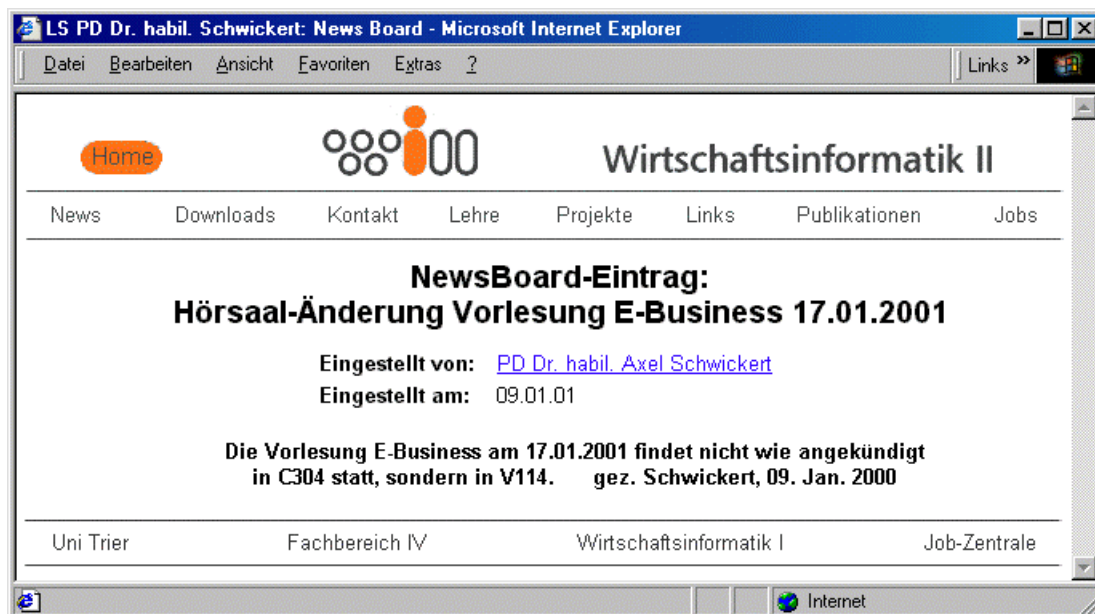 LS PD Dr. habil. Schwickert: News Board - Microsoft Internet Explorer
Datei Bearbeiten Ansicht Favoriten Extras ? Links »
Home Wirtschaftsinformatik II
News Downloads Kontakt Lehre Projekte Links Publikationen Jobs
NewsBoard-Eintrag:
Hörsaal-Änderung Vorlesung E-Business 17.01.2001
Eingestellt von: PD Dr. habil. Axel Schwickert
Eingestellt am: 09.01.01
Die Vorlesung E-Business am 17.01.2001 findet nicht wie angekündigt
in C304 statt, sondern in V114. gez. Schwickert, 09. Jan. 2000
Uni Trier Fachbereich IV Wirtschaftsinformatik I Job-Zentrale
Internet